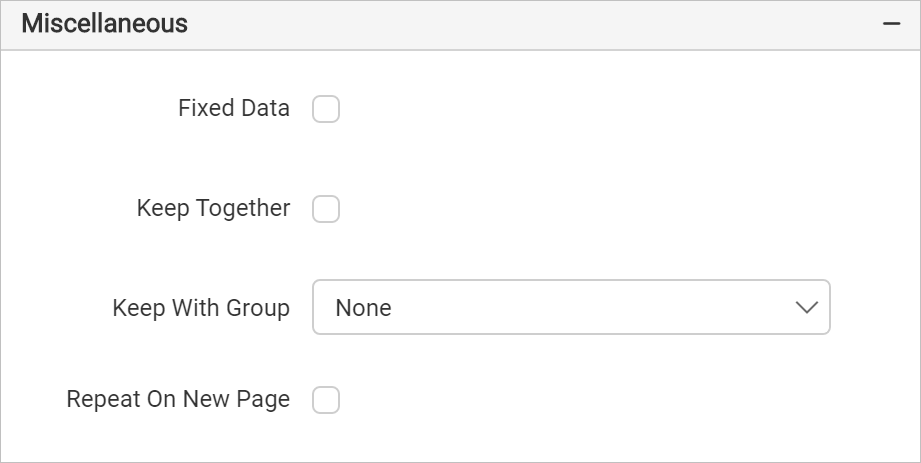 Miscellaneous
Fixed Data
Keep Together
Keep With Group None
Repeat On New Page